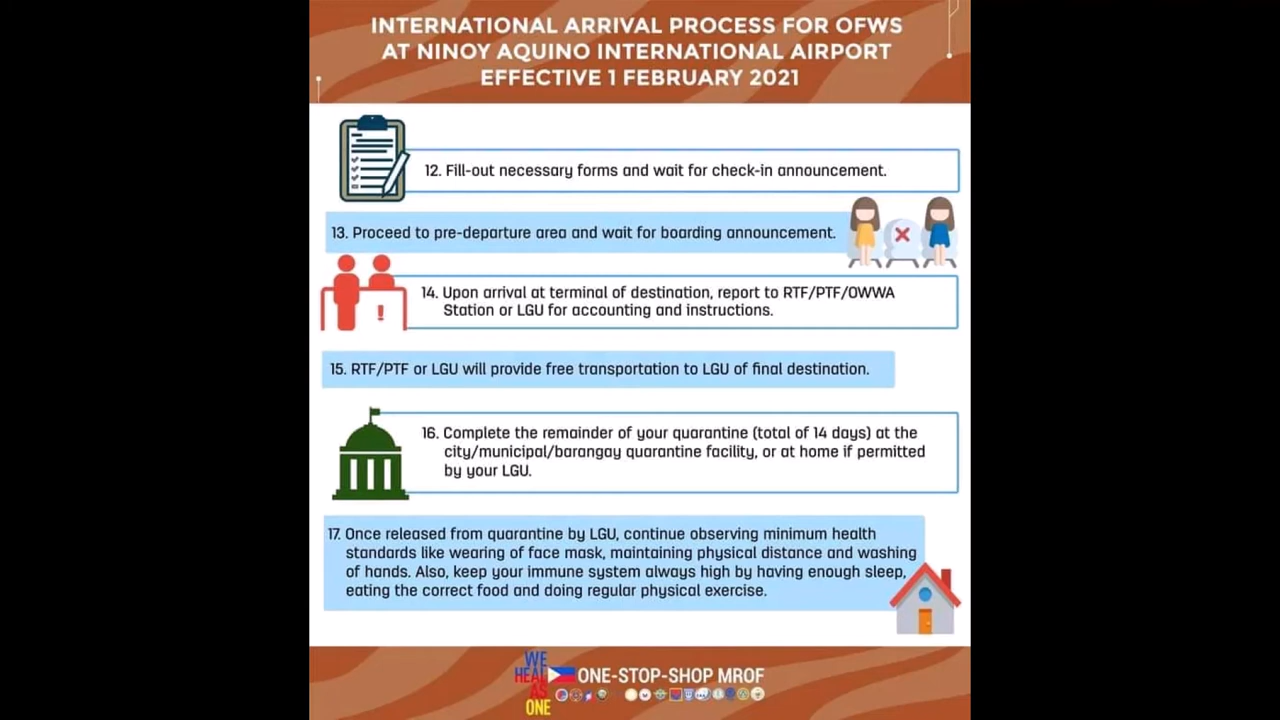 INTERNATIONAL ARRIVAL PROCESS FOR OFWS
AT NINOY AQUINO INTERNATIONAL AIRPORT
EFFECTIVE 1 FEBRUARY 2021
12. Fill-out necessary forms and wait for check-in announcement.
13. Proceed to pre-departure area and wait for boarding announcement.
14. Upon arrival at terminal of destination, report to RTF/PTF/OWWA
Station or LGU for accounting and instructions.
15. RTF/PTF or LGU will provide free transportation to LGU of final destination.
16. Complete the remainder of your quarantine (total of 14 days) at the
city/municipal/barangay quarantine facility, or at home if permitted
by your LGU.
17. Once released from quarantine by LGU, continue observing minimum health
standards like wearing of face mask, maintaining physical distance and washing
of hands. Also, keep your immune system always high by having enough sleep,
eating the correct food and doing regular physical exercise.
WE
HEAL
AS
ONE
ONE-STOP-SHOP MROF